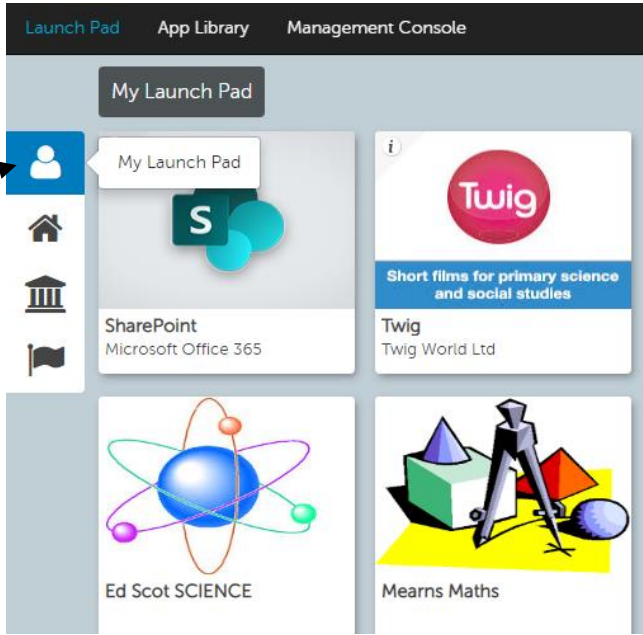 Launch Pad App Library Management Console
My Launch Pad
My Launch Pad
i
S
Twig
Short films for primary science
and social studies
SharePoint
Microsoft Office 365
Twig
Twig World Ltd
Ed Scot SCIENCE
Mearns Maths